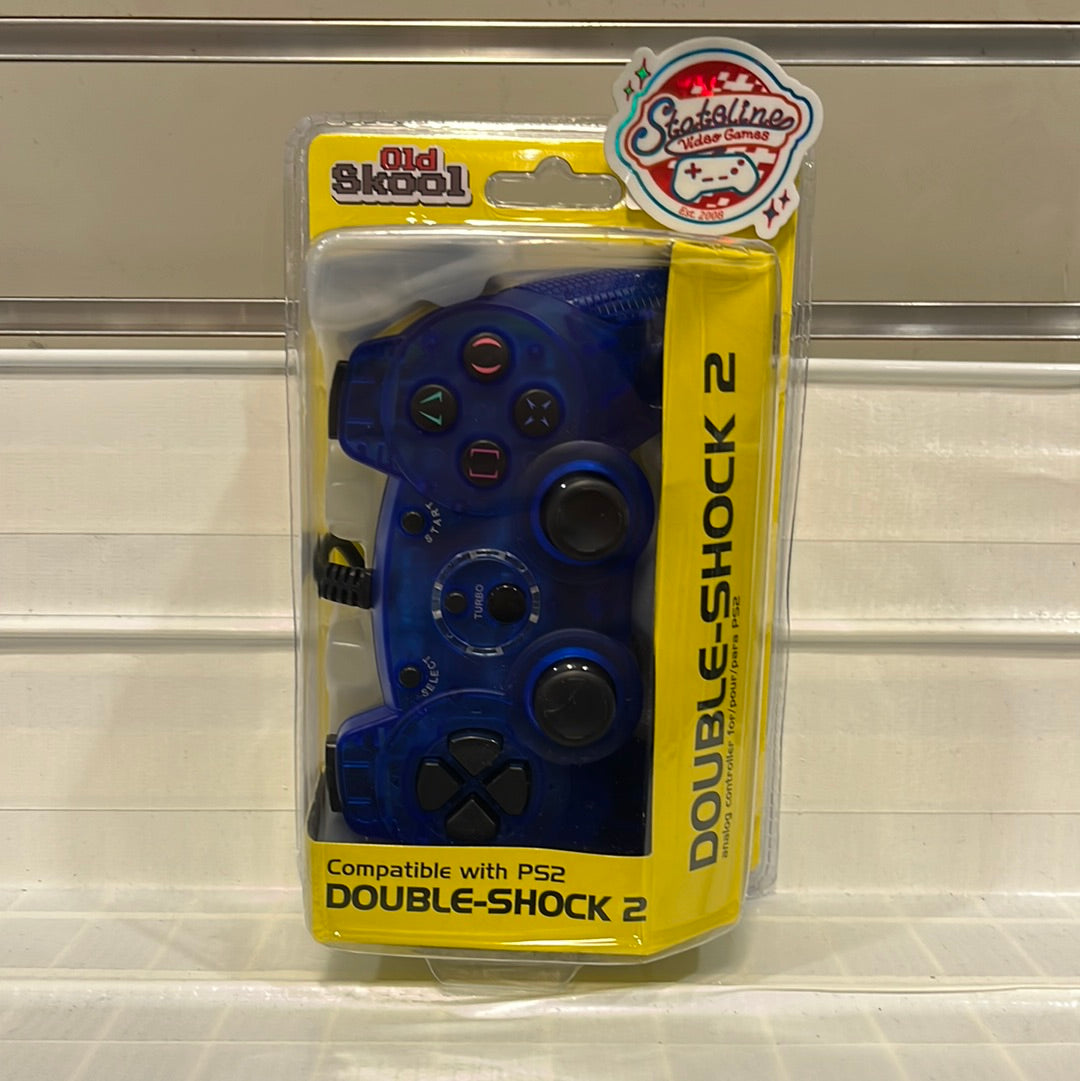 Old
Skool
Stateline
Video Games
Est. 2008
START
TURBO
SELECT
DOUBLE-SHOCK 2
analog controller for/pour/para PS2
Compatible with PS2
DOUBLE-SHOCK 2